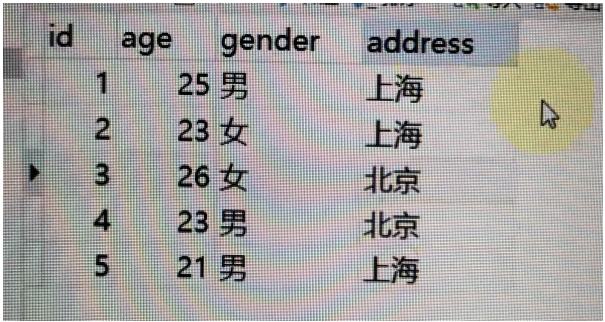 id age gender address
1 25 男 上海
2 23 女 上海
3 26 女 北京
4 23 男 北京
5 21 男 上海